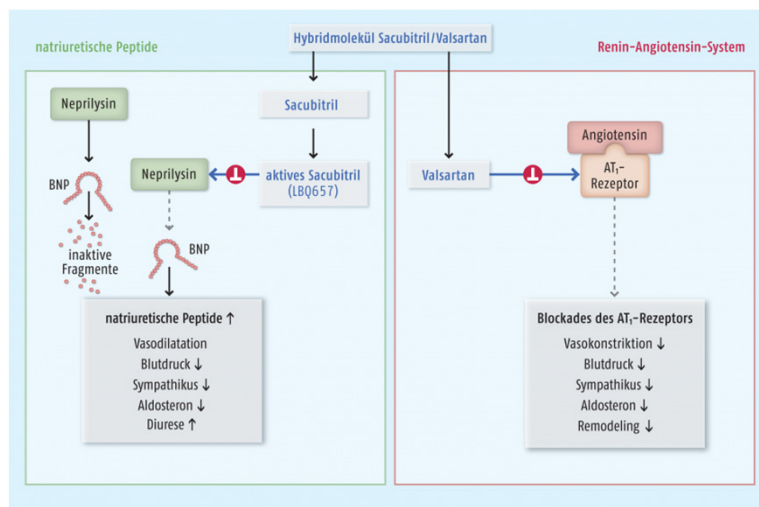 Hybridmolekül Sacubitril/Valsartan
natriuretische Peptide
Renin-Angiotensin-System
Neprilysin
Sacubitril
Angiotensin
BNP
Neprilysin
aktives Sacubitril
(LBQ657)
Valsartan
AT₁-
Rezeptor
inaktive
Fragmente
BNP
natriuretische Peptide ↑
Vasodilatation
Blutdruck ↓
Sympathikus ↓
Aldosteron ↓
Diurese ↑
Blockades des AT₁-Rezeptors
Vasokonstriktion ↓
Blutdruck ↓
Sympathikus ↓
Aldosteron ↓
Remodeling ↓